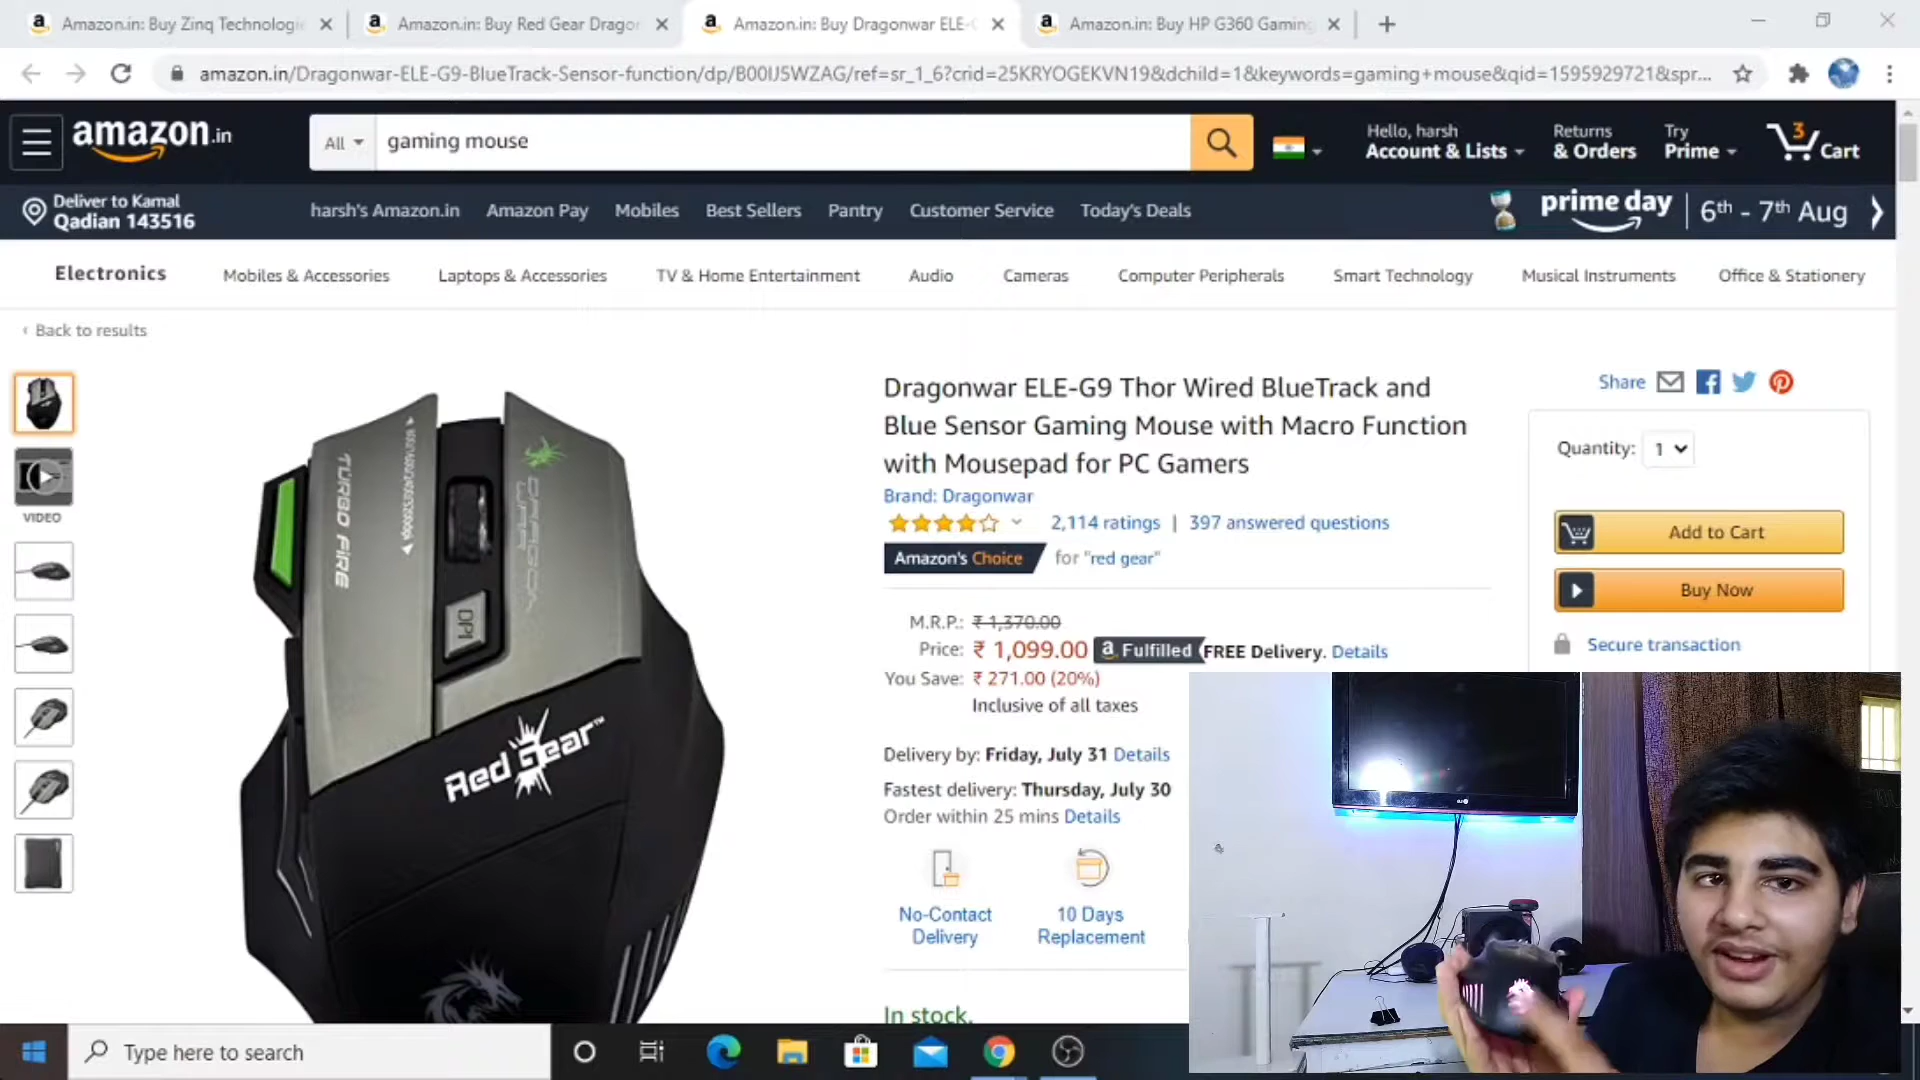 Amazon.in: Buy Zinq Technologie
Amazon.in: Buy Red Gear Drago
Amazon.in: Buy Dragonwar ELE-
Amazon.in: Buy HP G360 Gaming
amazon.in/Dragonwar-ELE-G9-BlueTrack-Sensor-function/dp/B00IJ5WZAG/ref=sr_1_6?crid=25KRYOGEKVN19&dchild=1&keywords=gaming+mouse&qid=1595929721&spr...
amazon.in
All
gaming mouse
Hello, harsh
Account & Lists
Returns
& Orders
Try
Prime
3
Cart
Deliver to Kamal
Qadian 143516
harsh's Amazon.in
Amazon Pay
Mobiles
Best Sellers
Pantry
Customer Service
Today's Deals
prime day
6th - 7th Aug
Electronics
Mobiles & Accessories
Laptops & Accessories
TV & Home Entertainment
Audio
Cameras
Computer Peripherals
Smart Technology
Musical Instruments
Office & Stationery
‹ Back to results
VIDEO
TURBO FIRE
DRAGON WAR
DPI
Red Gear™
Dragonwar ELE-G9 Thor Wired BlueTrack and
Blue Sensor Gaming Mouse with Macro Function
with Mousepad for PC Gamers
Brand: Dragonwar
2,114 ratings | 397 answered questions
Amazon's Choice for "red gear"
M.R.P.: ₹ 1,370.00
Price: ₹ 1,099.00 a Fulfilled FREE Delivery. Details
You Save: ₹ 271.00 (20%)
Inclusive of all taxes
Delivery by: Friday, July 31 Details
Fastest delivery: Thursday, July 30
Order within 25 mins Details
No-Contact
Delivery
10 Days
Replacement
In stock.
Share
Quantity: 1
Add to Cart
Buy Now
Secure transaction
Type here to search